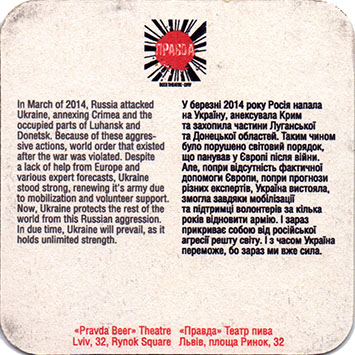 ПРАВДА
BEER THEATRE · LVIV
In March of 2014, Russia attacked
Ukraine, annexing Crimea and the
occupied parts of Luhansk and
Donetsk. Because of these aggres-
sive actions, world order that existed
after the war was violated. Despite
a lack of help from Europe and
various expert forecasts, Ukraine
stood strong, renewing it's army due
to mobilization and volunteer support.
Now, Ukraine protects the rest of the
world from this Russian aggression.
In due time, Ukraine will prevail, as it
holds unlimited strength.
У березні 2014 року Росія напала
на Україну, анексувала Крим
та захопила частини Луганської
та Донецької областей. Таким чином
було порушено світовий порядок,
що панував у Європі після війни.
Але, попри відсутність фактичної
допомоги Європи, попри прогнози
різних експертів, Україна вистояла,
змогла завдяки мобілізації
та підтримці волонтерів за кілька
років відновити армію. І зараз
прикриває собою від російської
агресії решту світу. І з часом Україна
переможе, бо зараз ми вже сила.
«Pravda Beer» Theatre
Lviv, 32, Rynok Square
«Правда» Театр пива
Львів, площа Ринок, 32